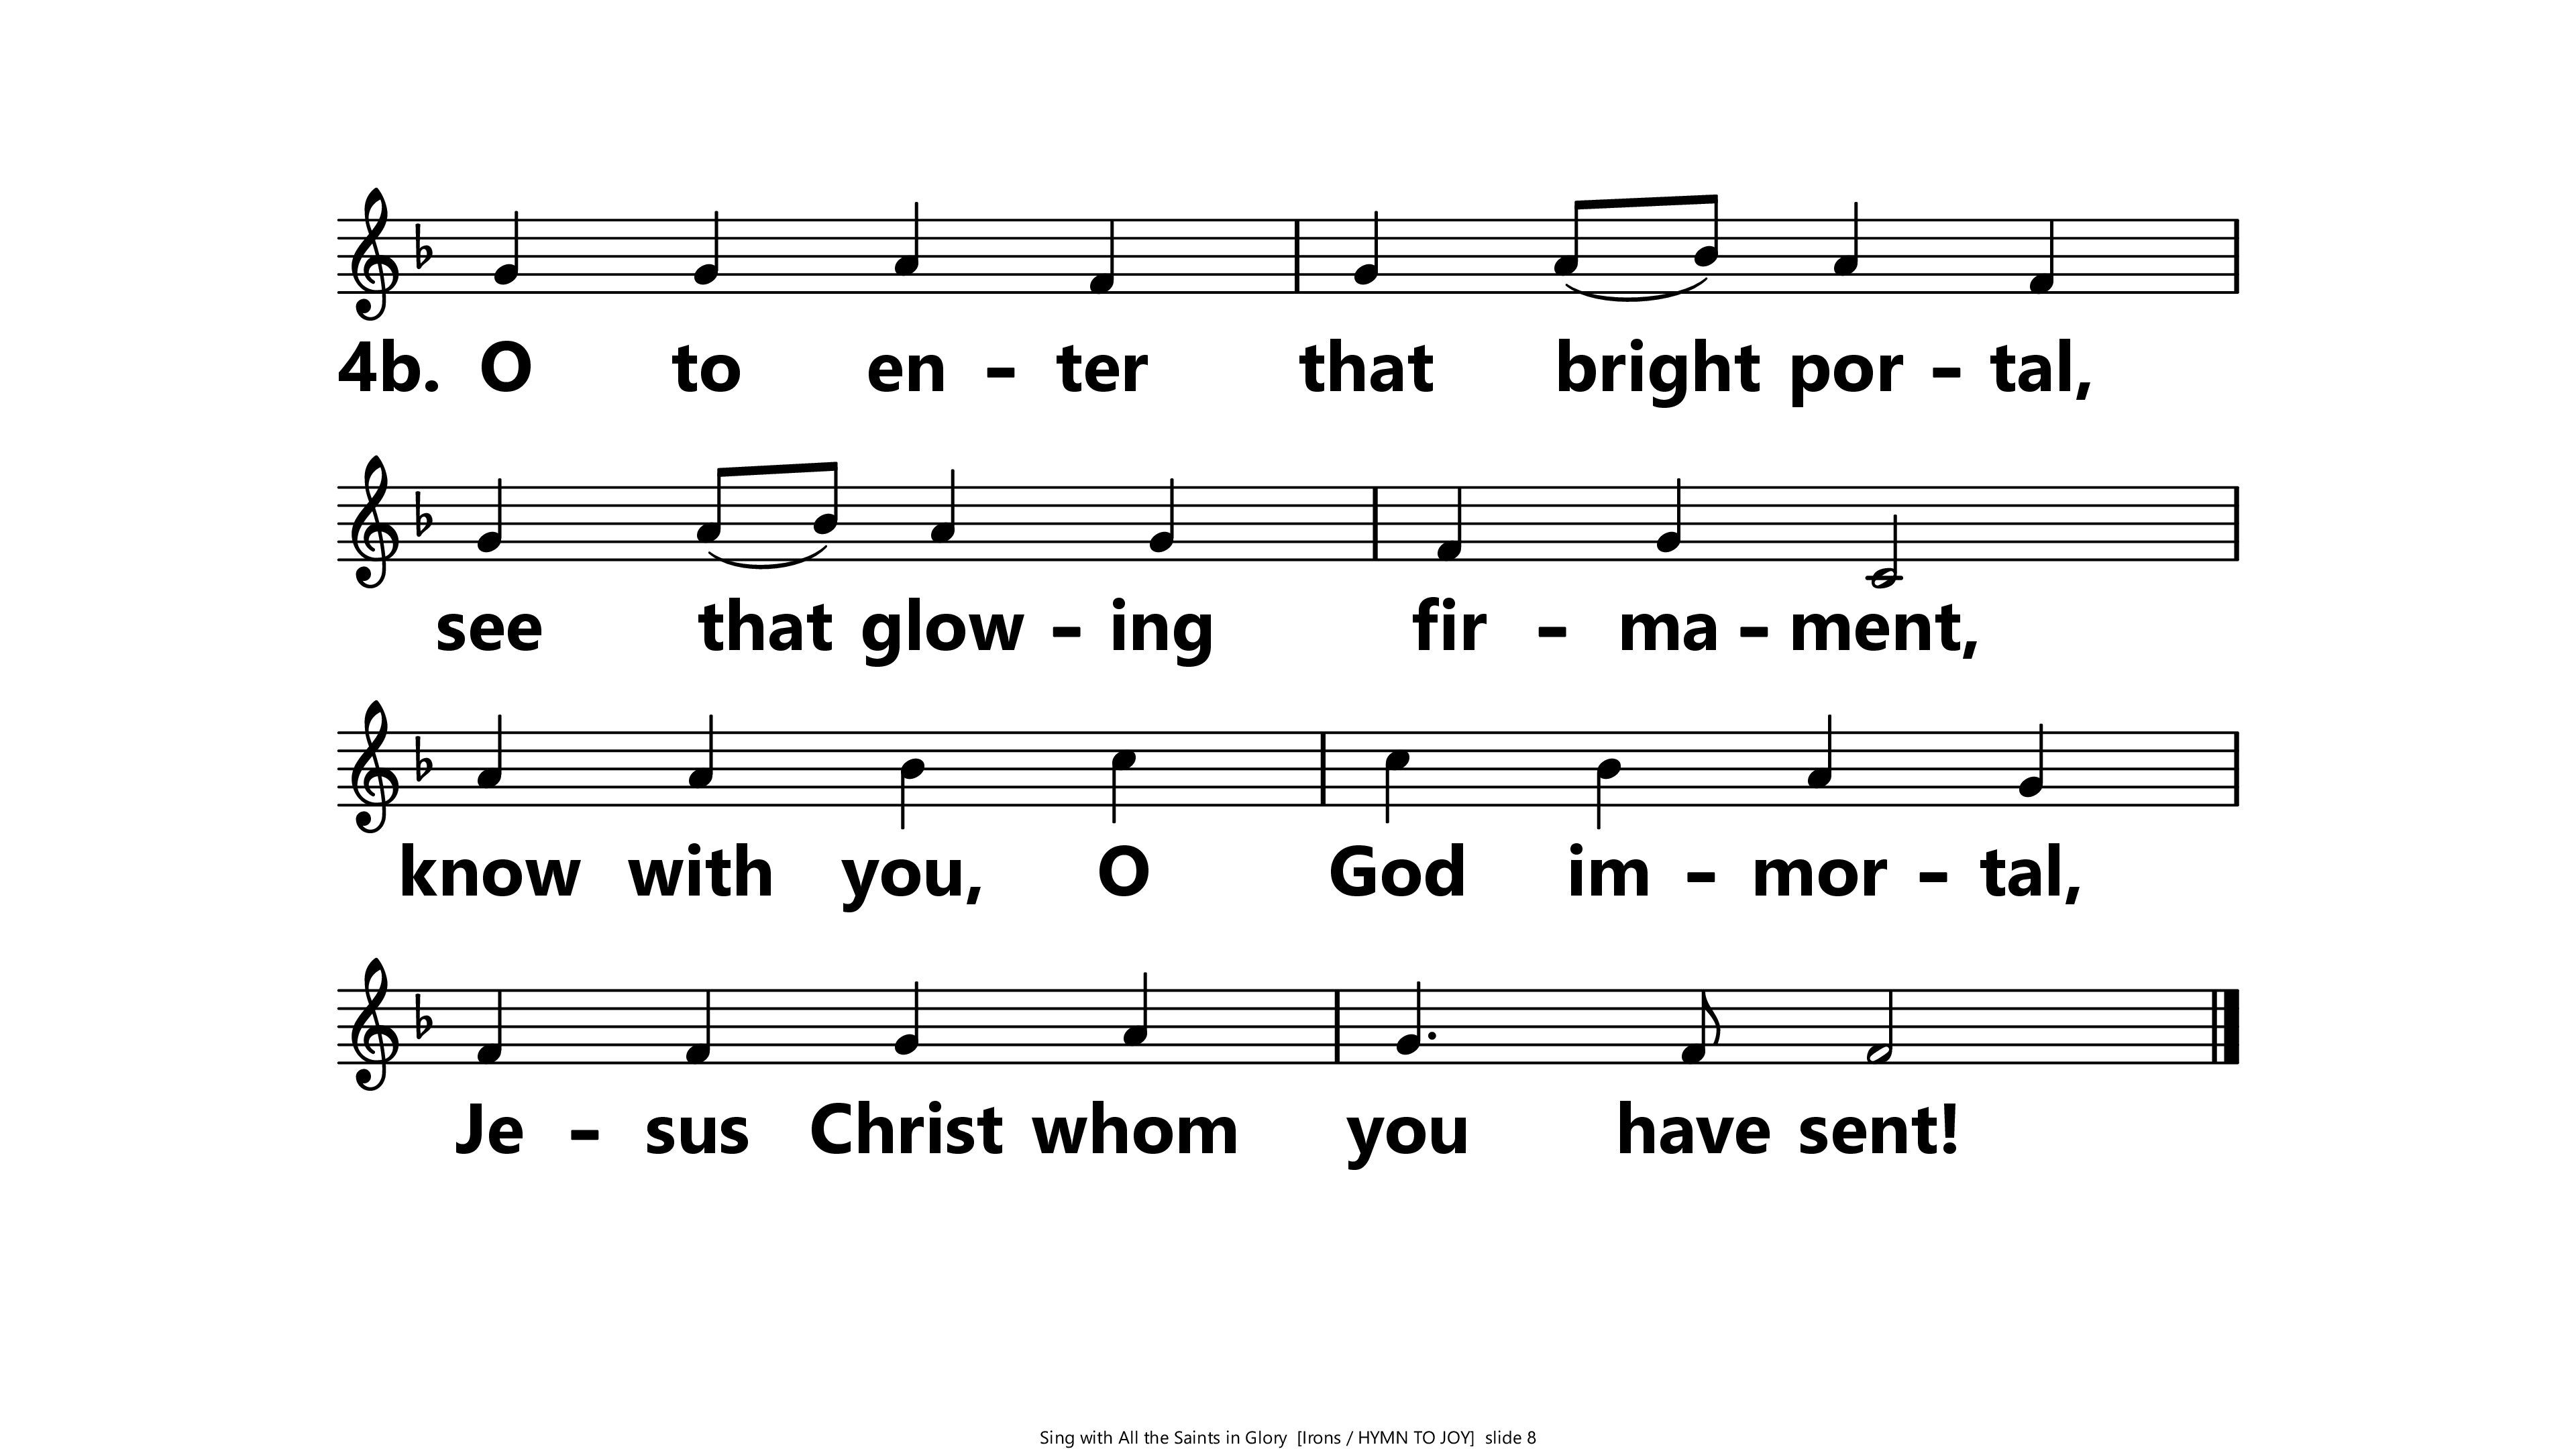 4b. O to en - ter that bright por - tal,
see that glow - ing fir - ma - ment,
know with you, O God im - mor - tal,
Je - sus Christ whom you have sent!
Sing with All the Saints in Glory [Irons / HYMN TO JOY] slide 8